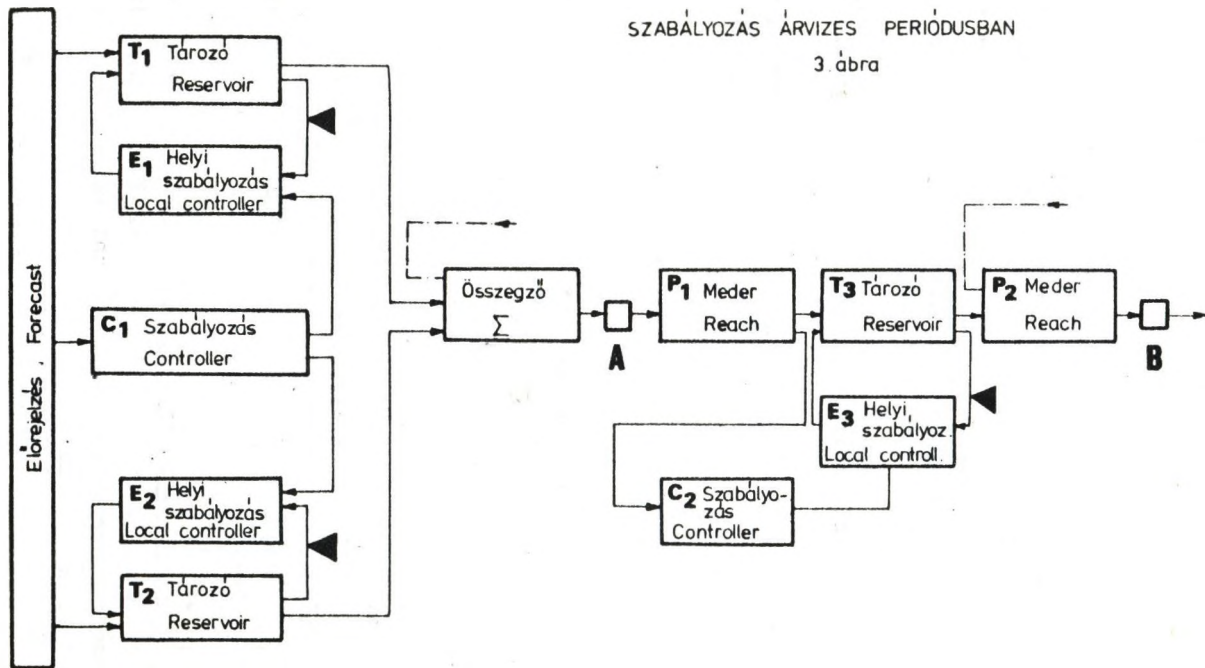 SZABÁLYOZÁS ÁRVIZES PERIÓDUSBAN
3. ábra
Előrejelzés, Forecast
T1 Tározó
Reservoir
E1 Helyi
szabályozás
Local controller
C1 Szabályozás
Controller
E2 Helyi
szabályozás
Local controller
T2 Tározó
Reservoir
Összegző
Σ
A
P1 Meder
Reach
T3 Tározó
Reservoir
P2 Meder
Reach
B
E3 Helyi
szabályoz.
Local controll.
C2 Szabályo-
zás
Controller